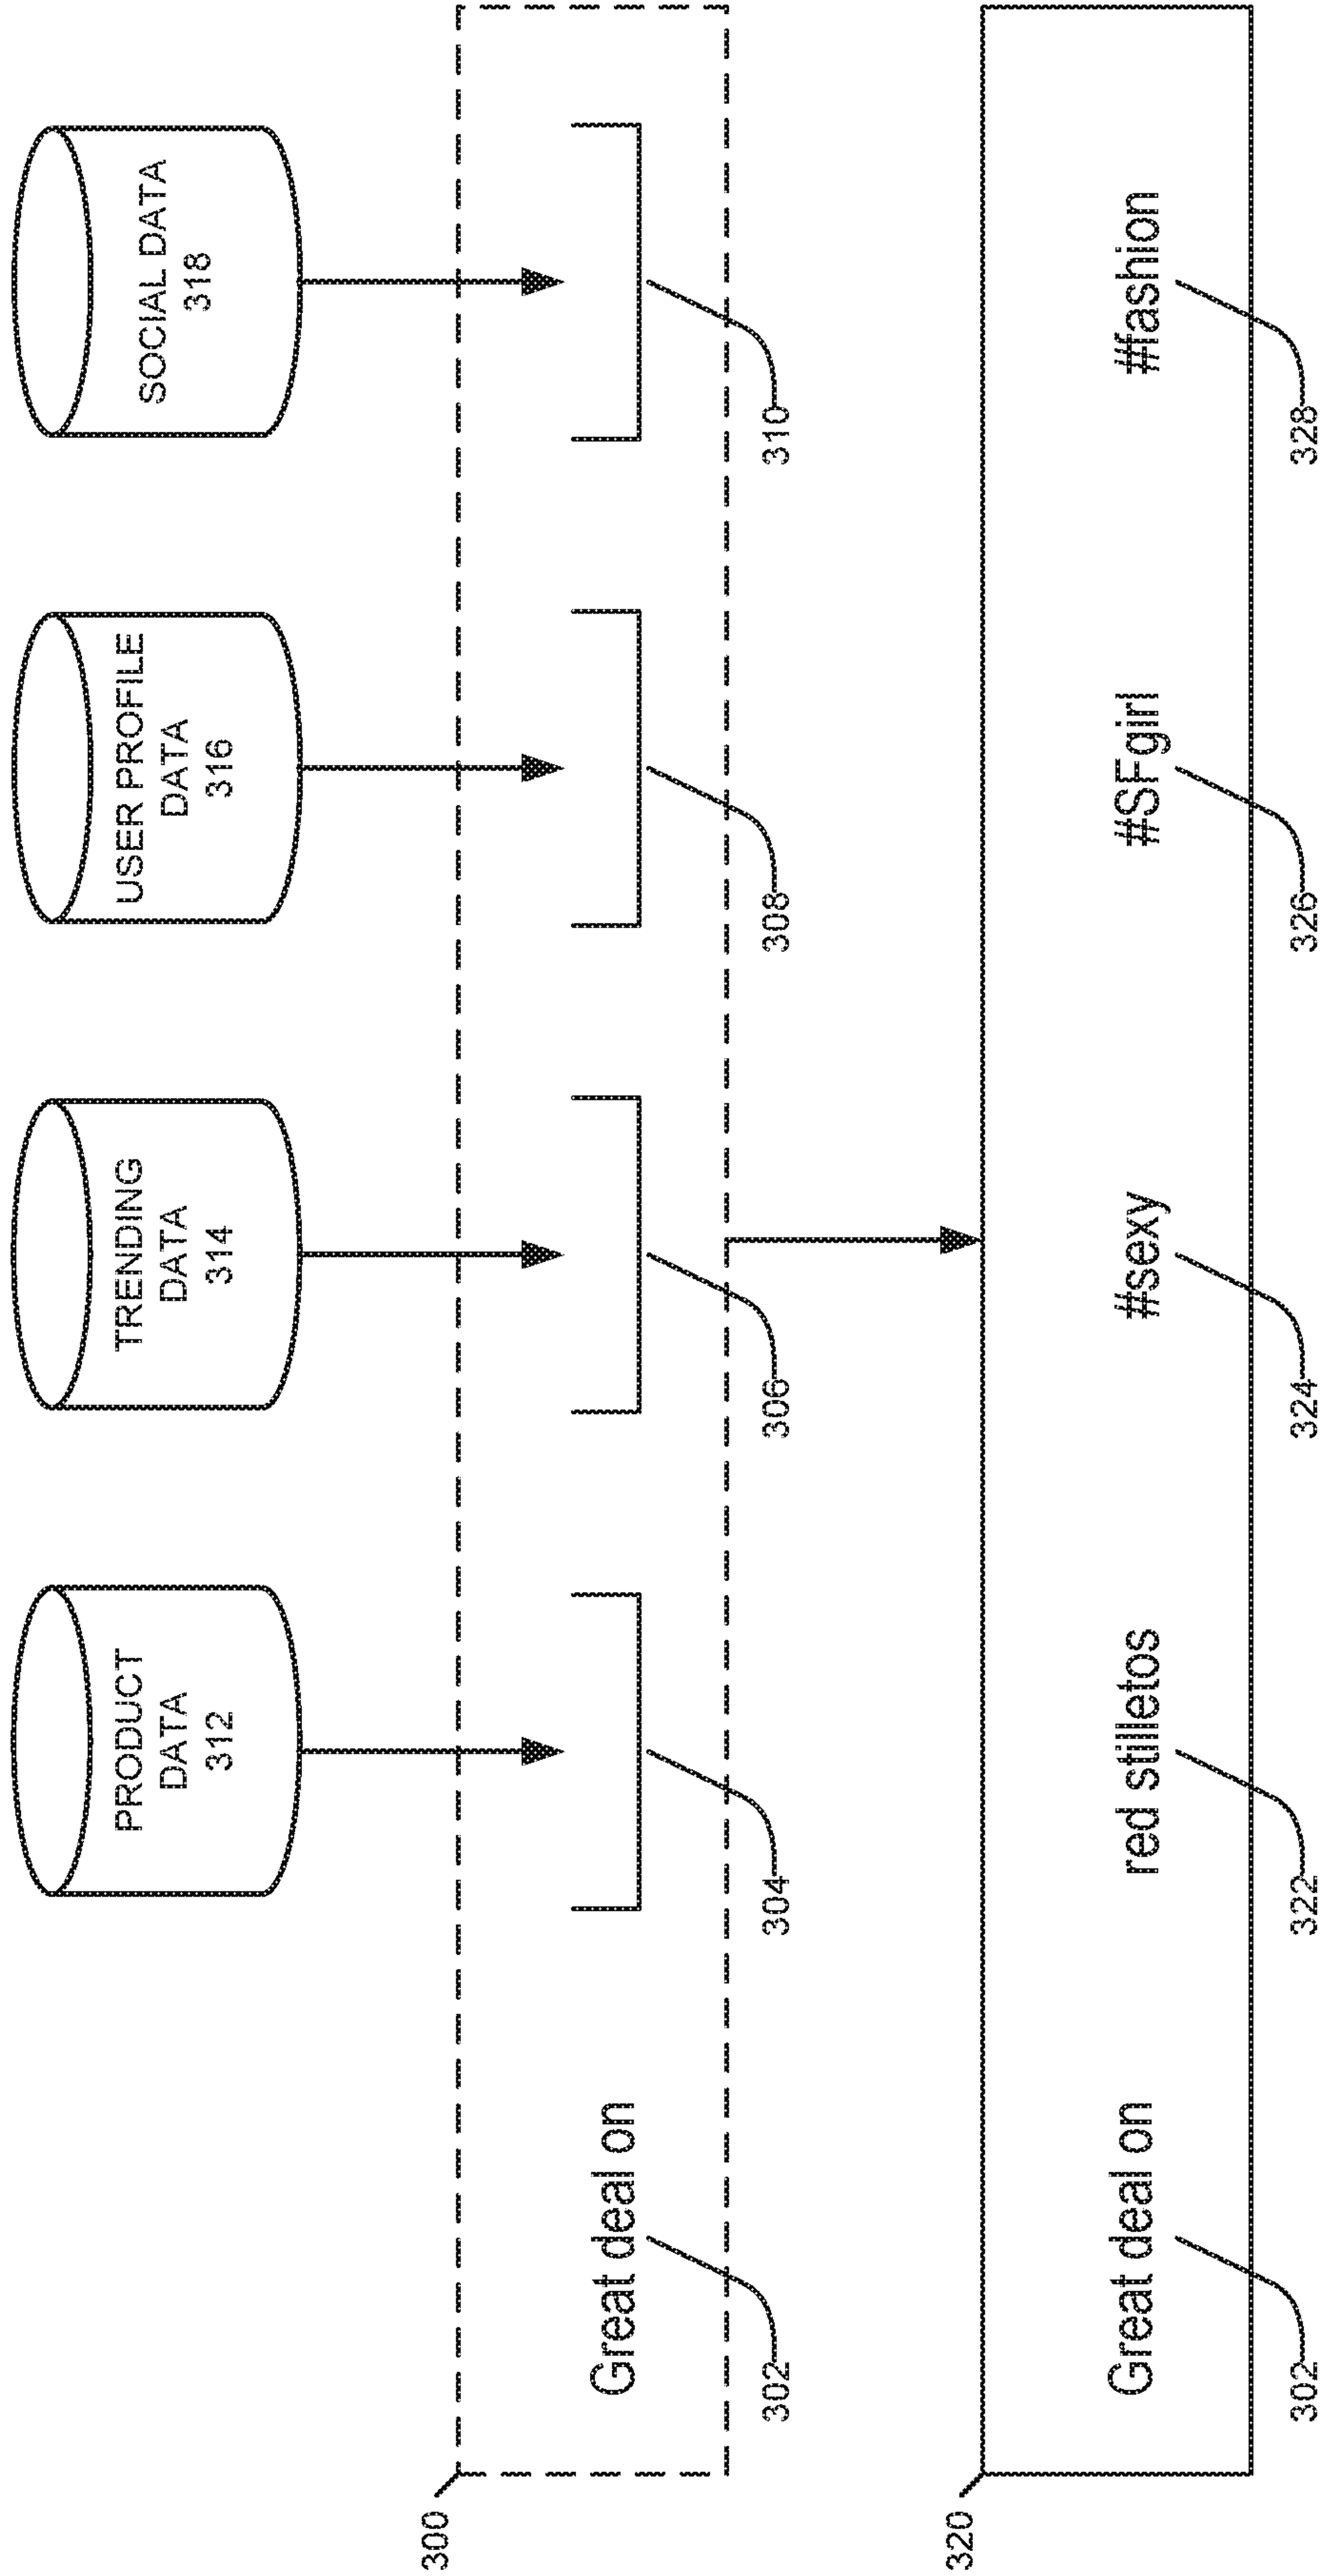 PRODUCT
DATA
312
TRENDING
DATA
314
USER PROFILE
DATA
316
SOCIAL DATA
318
300
Great deal on
302
304
306
308
310
320
Great deal on
red stilletos
#sexy
#SFgirl
#fashion
302
322
324
326
328